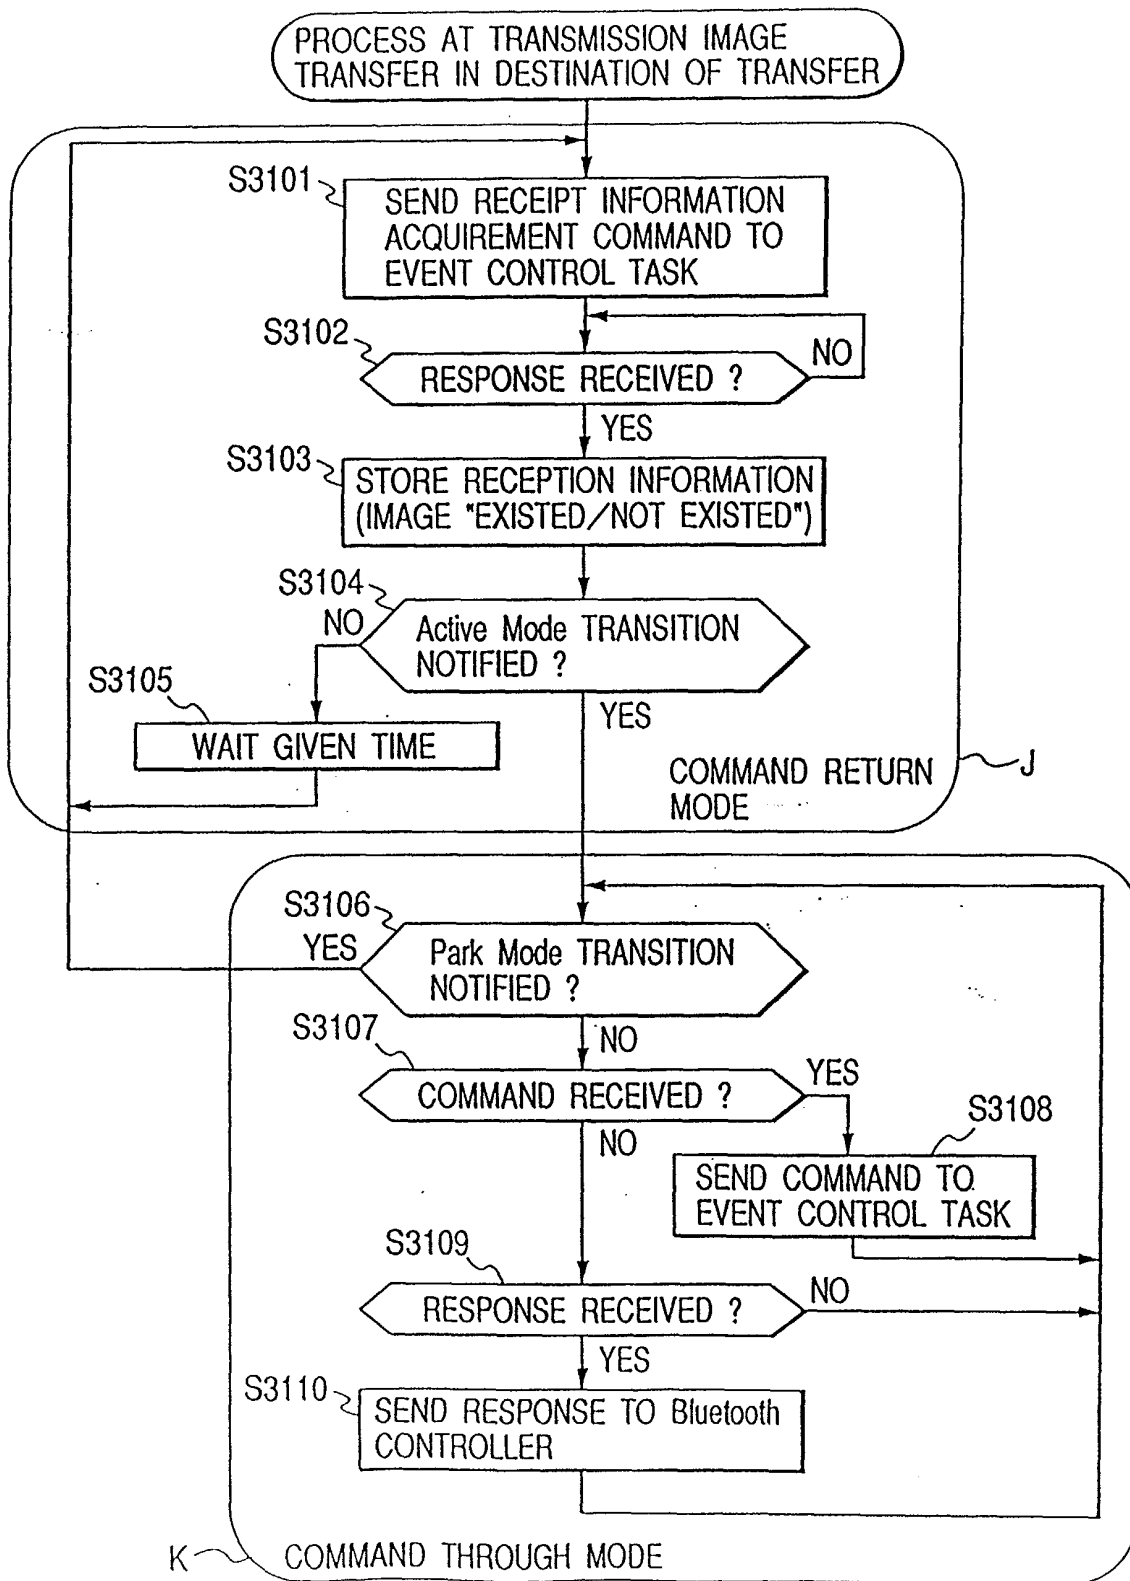 PROCESS AT TRANSMISSION IMAGE
TRANSFER IN DESTINATION OF TRANSFER
S3101
SEND RECEIPT INFORMATION
ACQUIREMENT COMMAND TO
EVENT CONTROL TASK
S3102
RESPONSE RECEIVED ?
NO
YES
S3103
STORE RECEPTION INFORMATION
(IMAGE "EXISTED/NOT EXISTED")
S3104
NO
Active Mode TRANSITION
NOTIFIED ?
S3105
YES
WAIT GIVEN TIME
COMMAND RETURN
MODE
J
S3106
YES
Park Mode TRANSITION
NOTIFIED ?
S3107
NO
COMMAND RECEIVED ?
YES
NO
S3108
SEND COMMAND TO
EVENT CONTROL TASK
S3109
RESPONSE RECEIVED ?
NO
YES
S3110
SEND RESPONSE TO Bluetooth
CONTROLLER
K
COMMAND THROUGH MODE